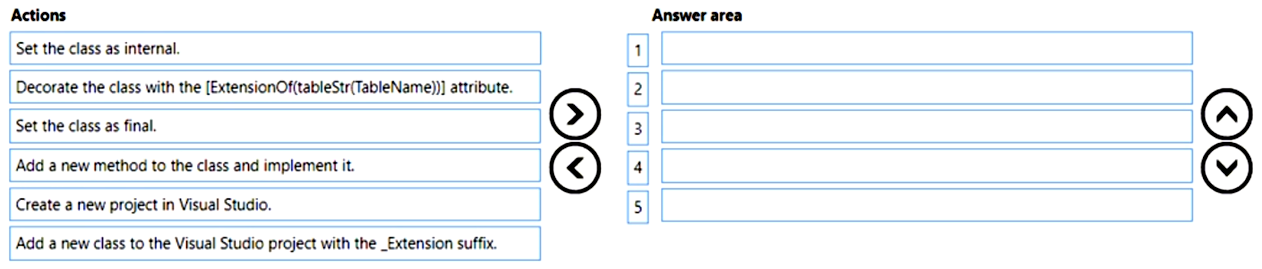 Actions
Answer area
Set the class as internal.
Decorate the class with the [ExtensionOf(tableStr(TableName))] attribute.
Set the class as final.
Add a new method to the class and implement it.
Create a new project in Visual Studio.
Add a new class to the Visual Studio project with the _Extension suffix.
1
2
3
4
5